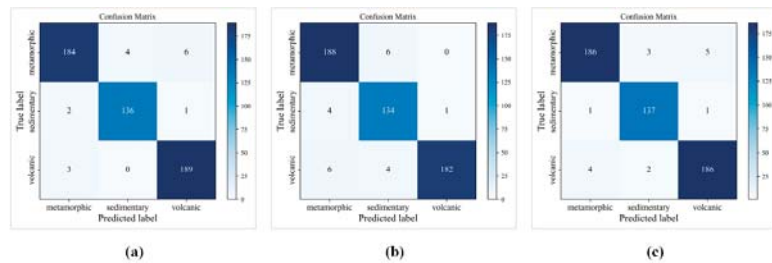 Confusion Matrix
metamorphic 184 4 6
sedimentary 2 136 1
volcanic 3 0 189
metamorphic sedimentary volcanic
Predicted label
True label
175
150
125
100
75
50
25
0
(a)
Confusion Matrix
metamorphic 188 6 0
sedimentary 4 134 1
volcanic 6 4 182
metamorphic sedimentary volcanic
Predicted label
True label
175
150
125
100
75
50
25
0
(b)
Confusion Matrix
metamorphic 186 3 5
sedimentary 1 137 1
volcanic 4 2 186
metamorphic sedimentary volcanic
Predicted label
True label
175
150
125
100
75
50
25
(c)